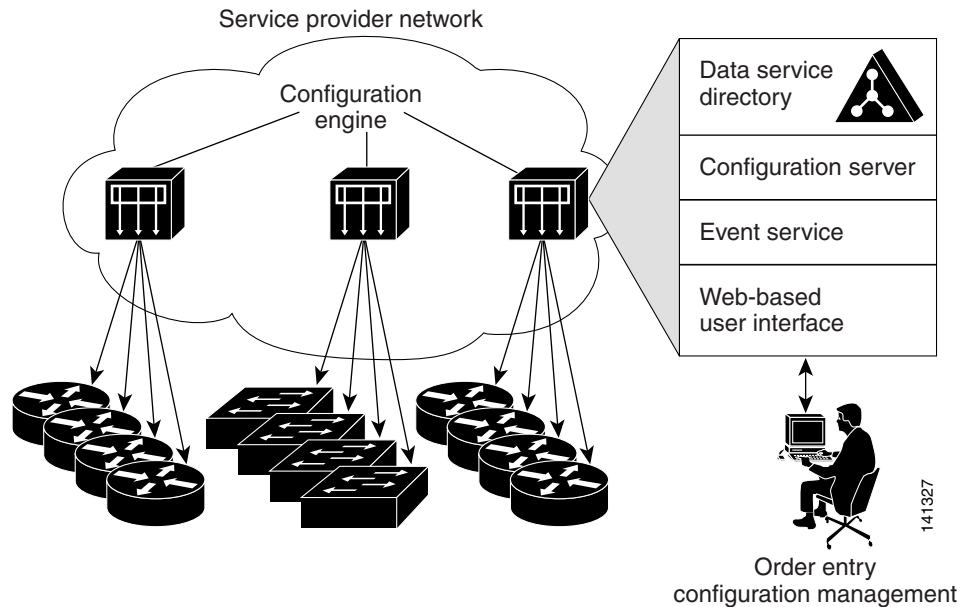 Service provider network
Configuration
engine
Data service
directory
Configuration server
Event service
Web-based
user interface
141327
Order entry
configuration management